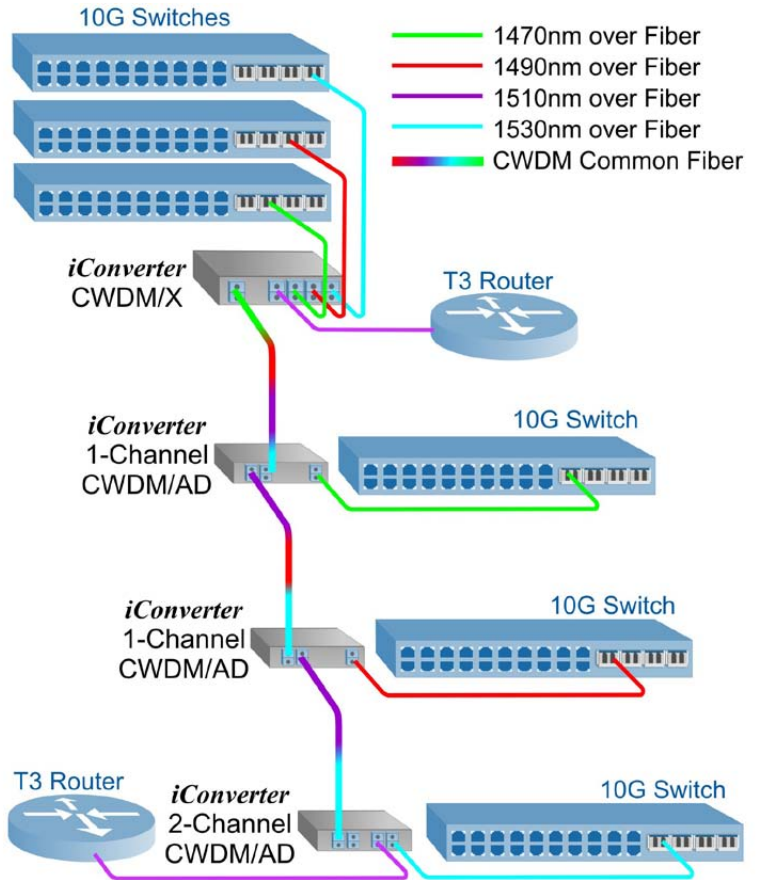 10G Switches
1470nm over Fiber
1490nm over Fiber
1510nm over Fiber
1530nm over Fiber
CWDM Common Fiber
iConverter
CWDM/X
T3 Router
iConverter
1-Channel
CWDM/AD
10G Switch
iConverter
1-Channel
CWDM/AD
10G Switch
T3 Router
iConverter
2-Channel
CWDM/AD
10G Switch